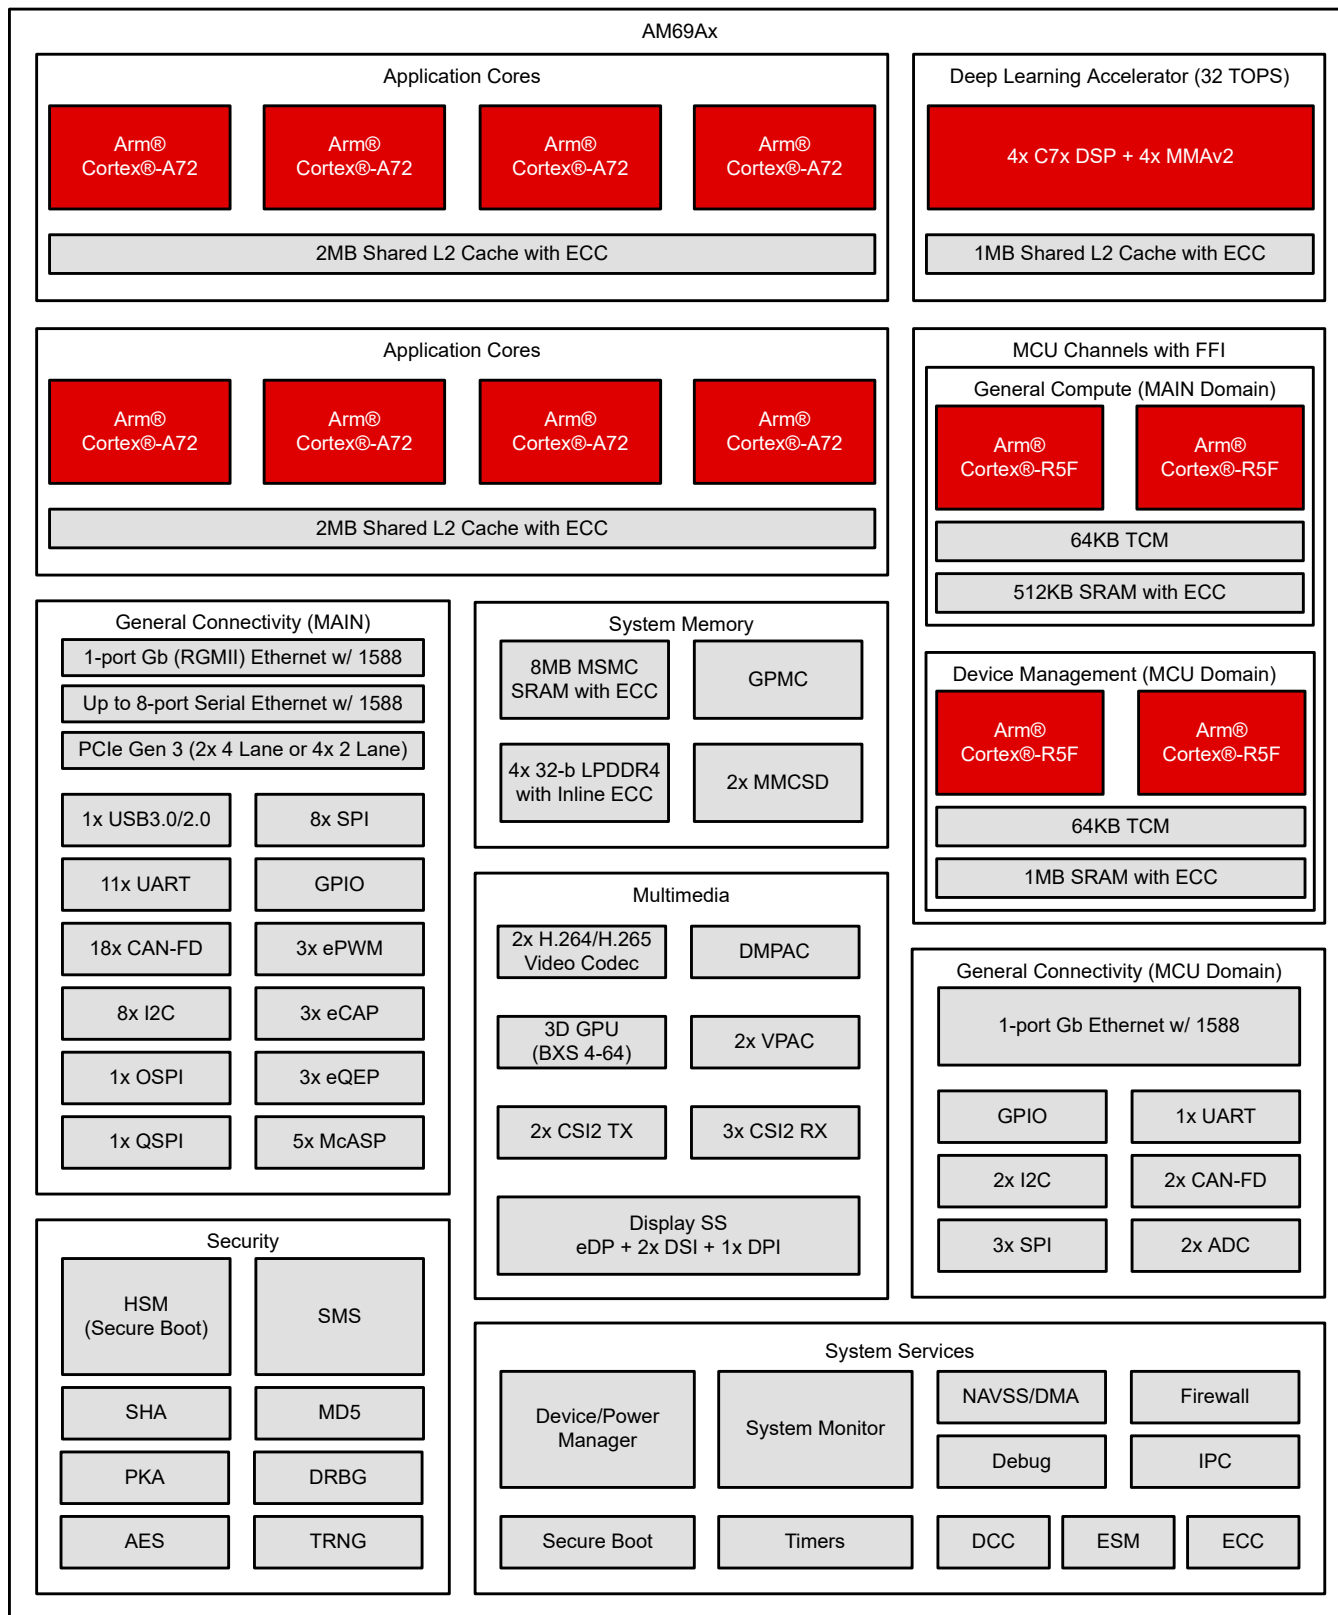 AM69Ax
Application Cores
Arm®
Cortex®-A72
Arm®
Cortex®-A72
Arm®
Cortex®-A72
Arm®
Cortex®-A72
2MB Shared L2 Cache with ECC
Deep Learning Accelerator (32 TOPS)
4x C7x DSP + 4x MMAv2
1MB Shared L2 Cache with ECC
Application Cores
Arm®
Cortex®-A72
Arm®
Cortex®-A72
Arm®
Cortex®-A72
Arm®
Cortex®-A72
2MB Shared L2 Cache with ECC
MCU Channels with FFI
General Compute (MAIN Domain)
Arm®
Cortex®-R5F
Arm®
Cortex®-R5F
64KB TCM
512KB SRAM with ECC
Device Management (MCU Domain)
Arm®
Cortex®-R5F
Arm®
Cortex®-R5F
64KB TCM
1MB SRAM with ECC
General Connectivity (MAIN)
1-port Gb (RGMII) Ethernet w/ 1588
Up to 8-port Serial Ethernet w/ 1588
PCIe Gen 3 (2x 4 Lane or 4x 2 Lane)
1x USB3.0/2.0
8x SPI
11x UART
GPIO
18x CAN-FD
3x ePWM
8x I2C
3x eCAP
1x OSPI
3x eQEP
1x QSPI
5x McASP
System Memory
8MB MSMC
SRAM with ECC
GPMC
4x 32-b LPDDR4
with Inline ECC
2x MMCSD
Multimedia
2x H.264/H.265
Video Codec
DMPAC
3D GPU
(BXS 4-64)
2x VPAC
2x CSI2 TX
3x CSI2 RX
Display SS
eDP + 2x DSI + 1x DPI
General Connectivity (MCU Domain)
1-port Gb Ethernet w/ 1588
GPIO
1x UART
2x I2C
2x CAN-FD
3x SPI
2x ADC
Security
HSM
(Secure Boot)
SMS
SHA
MD5
PKA
DRBG
AES
TRNG
System Services
Device/Power
Manager
System Monitor
NAVSS/DMA
Firewall
Debug
IPC
Secure Boot
Timers
DCC
ESM
ECC